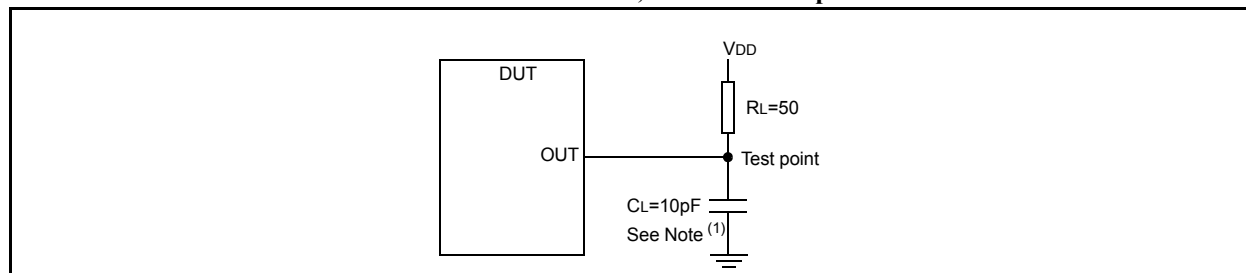 VDD
DUT
RL=50
OUT
Test point
CL=10pF
See Note (1)